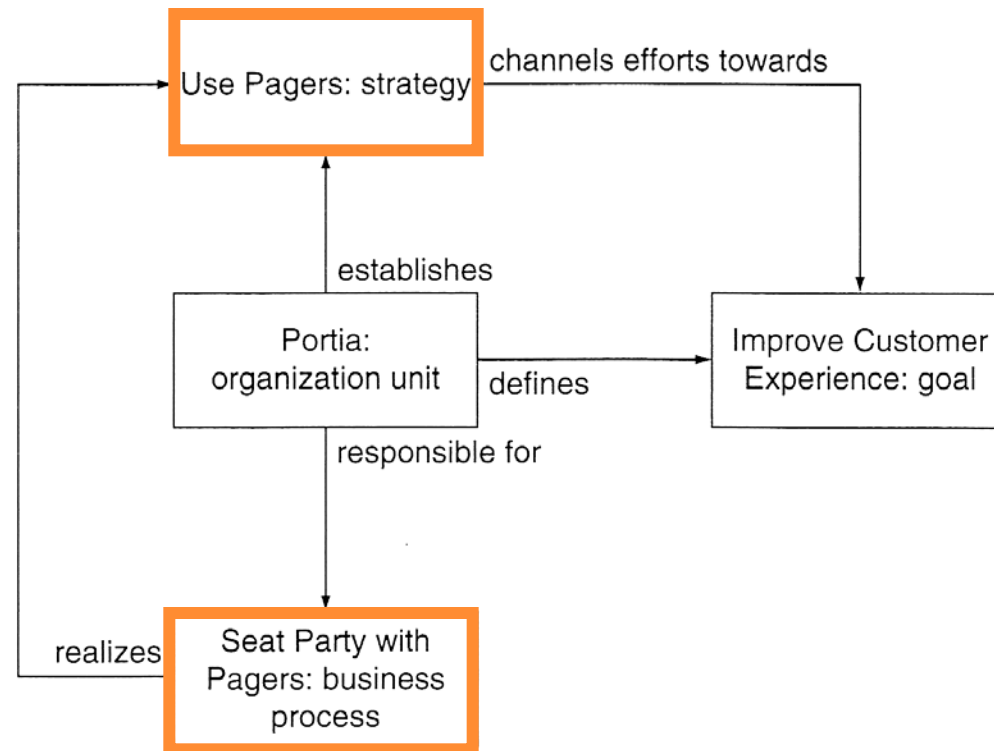 Use Pagers: strategy
channels efforts towards
establishes
Portia:
organization unit
defines
Improve Customer
Experience: goal
responsible for
realizes
Seat Party with
Pagers: business
process